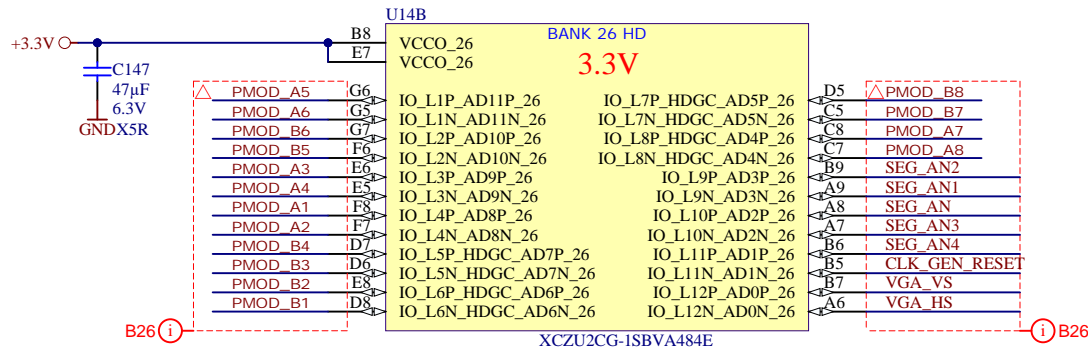 U14B
BANK 26 HD
3.3V
+3.3V
B8 VCCO_26
E7 VCCO_26
C147
47µF
6.3V
X5R
GND
PMOD_A5 G6 IO_L1P_AD11P_26
PMOD_A6 G5 IO_L1N_AD11N_26
PMOD_B6 G7 IO_L2P_AD10P_26
PMOD_B5 F6 IO_L2N_AD10N_26
PMOD_A3 E6 IO_L3P_AD9P_26
PMOD_A4 E5 IO_L3N_AD9N_26
PMOD_A1 F8 IO_L4P_AD8P_26
PMOD_A2 F7 IO_L4N_AD8N_26
PMOD_B4 D7 IO_L5P_HDGC_AD7P_26
PMOD_B3 D6 IO_L5N_HDGC_AD7N_26
PMOD_B2 E8 IO_L6P_HDGC_AD6P_26
PMOD_B1 D8 IO_L6N_HDGC_AD6N_26
IO_L7P_HDGC_AD5P_26 D5 PMOD_B8
IO_L7N_HDGC_AD5N_26 C5 PMOD_B7
IO_L8P_HDGC_AD4P_26 C8 PMOD_A7
IO_L8N_HDGC_AD4N_26 C7 PMOD_A8
IO_L9P_AD3P_26 B9 SEG_AN2
IO_L9N_AD3N_26 A9 SEG_AN1
IO_L10P_AD2P_26 A8 SEG_AN
IO_L10N_AD2N_26 A7 SEG_AN3
IO_L11P_AD1P_26 B6 SEG_AN4
IO_L11N_AD1N_26 B5 CLK_GEN_RESET
IO_L12P_AD0P_26 B7 VGA_VS
IO_L12N_AD0N_26 A6 VGA_HS
B26 i
i B26
XCZU2CG-1SBVA484E